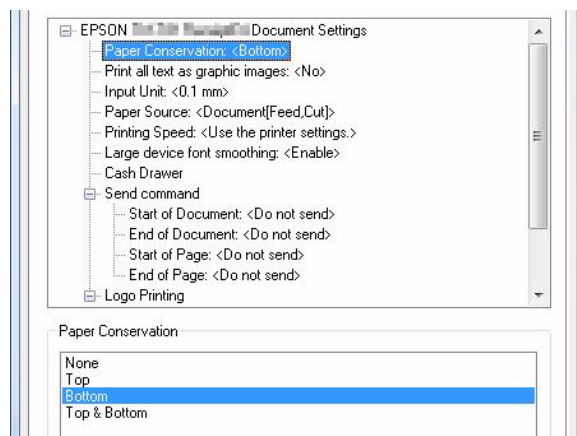 EPSON Document Settings
Paper Conservation: <Bottom>
Print all text as graphic images: <No>
Input Unit: <0.1 mm>
Paper Source: <Document[Feed,Cut]>
Printing Speed: <Use the printer settings.>
Large device font smoothing: <Enable>
Cash Drawer
Send command
Start of Document: <Do not send>
End of Document: <Do not send>
Start of Page: <Do not send>
End of Page: <Do not send>
Logo Printing
Paper Conservation
None
Top
Bottom
Top & Bottom